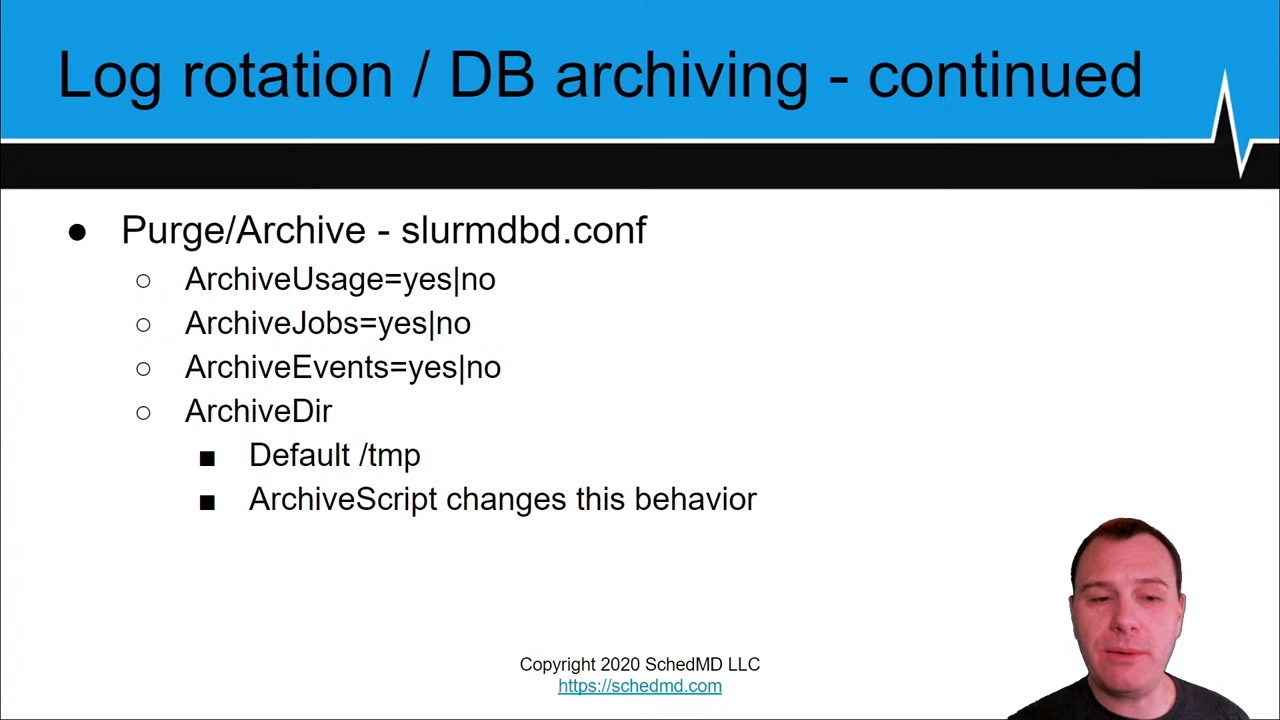 Log rotation / DB archiving - continued
● Purge/Archive - slurmdbd.conf
○ ArchiveUsage=yes|no
○ ArchiveJobs=yes|no
○ ArchiveEvents=yes|no
○ ArchiveDir
■ Default /tmp
■ ArchiveScript changes this behavior
Copyright 2020 SchedMD LLC
https://schedmd.com